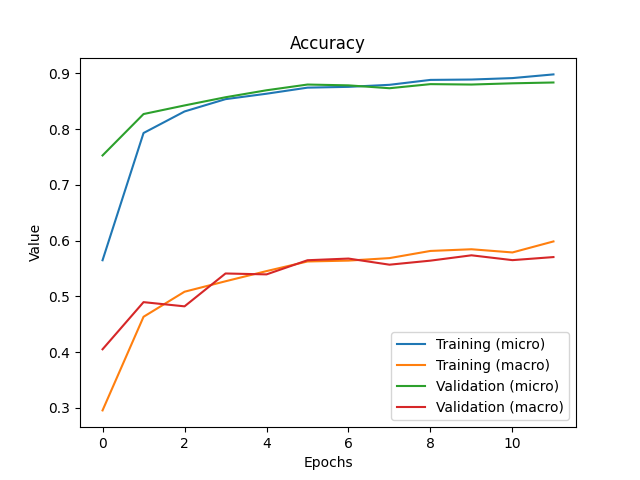 Accuracy
0.9
0.8
0.7
0.6
0.5
0.4
0.3
Value
0
2
4
6
8
10
Epochs
Training (micro)
Training (macro)
Validation (micro)
Validation (macro)